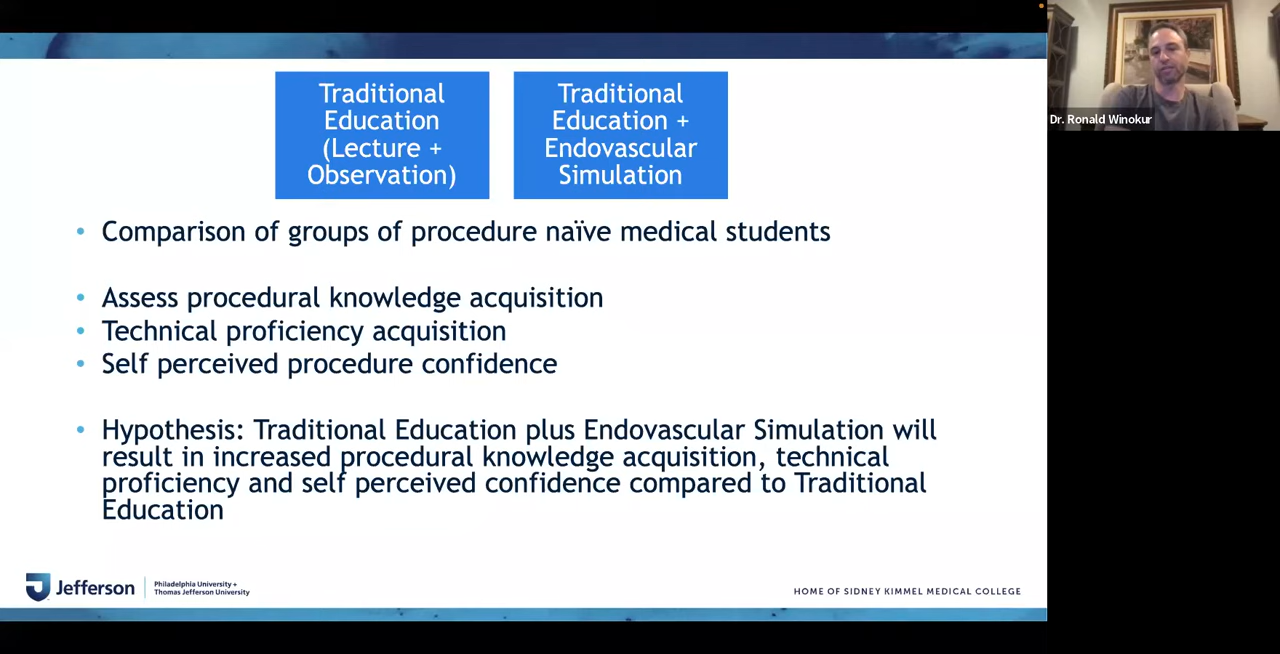 Traditional
Education
(Lecture +
Observation)
Traditional
Education +
Endovascular
Simulation
• Comparison of groups of procedure naïve medical students
• Assess procedural knowledge acquisition
• Technical proficiency acquisition
• Self perceived procedure confidence
• Hypothesis: Traditional Education plus Endovascular Simulation will
result in increased procedural knowledge acquisition, technical
proficiency and self perceived confidence compared to Traditional
Education
Jefferson
Philadelphia University +
Thomas Jefferson University
HOME OF SIDNEY KIMMEL MEDICAL COLLEGE
Dr. Ronald Winokur